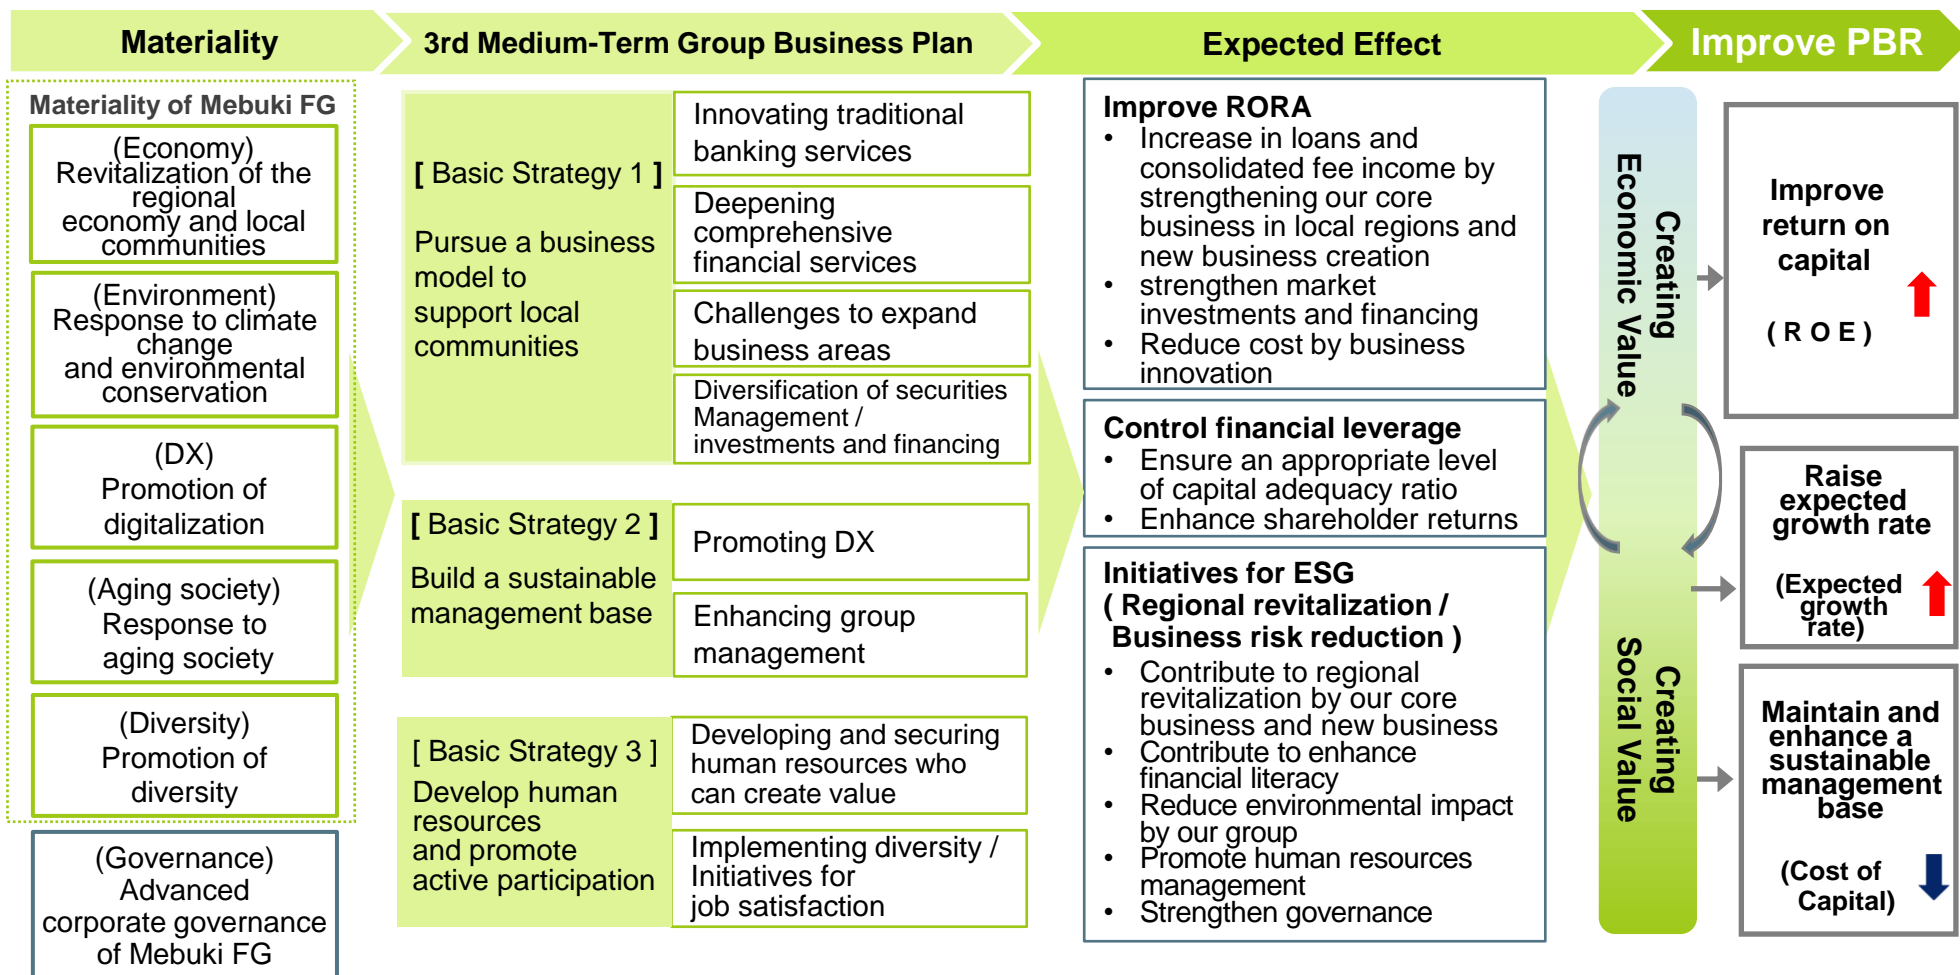 Materiality
3rd Medium-Term Group Business Plan
Expected Effect
Improve PBR
Materiality of Mebuki FG
(Economy)
Revitalization of the
regional
economy and local
communities
(Environment)
Response to climate
change
and environmental
conservation
(DX)
Promotion of
digitalization
(Aging society)
Response to
aging society
(Diversity)
Promotion of
diversity
(Governance)
Advanced
corporate governance
of Mebuki FG
[ Basic Strategy 1 ]
Pursue a business
model to
support local
communities
Innovating traditional
banking services
Deepening
comprehensive
financial services
Challenges to expand
business areas
Diversification of securities
Management /
investments and financing
[ Basic Strategy 2 ]
Build a sustainable
management base
Promoting DX
Enhancing group
management
[ Basic Strategy 3 ]
Develop human
resources
and promote
active participation
Developing and securing
human resources who
can create value
Implementing diversity /
Initiatives for
job satisfaction
Improve RORA
• Increase in loans and
consolidated fee income by
strengthening our core
business in local regions and
new business creation
• strengthen market
investments and financing
• Reduce cost by business
innovation
Control financial leverage
• Ensure an appropriate level
of capital adequacy ratio
• Enhance shareholder returns
Initiatives for ESG
( Regional revitalization /
Business risk reduction )
• Contribute to regional
revitalization by our core
business and new business
• Contribute to enhance
financial literacy
• Reduce environmental impact
by our group
• Promote human resources
management
• Strengthen governance
Creating
Economic Value
Creating
Social Value
Improve
return on
capital
( R O E )
Raise
expected
growth rate
(Expected
growth
rate)
Maintain and
enhance a
sustainable
management
base
(Cost of
Capital)